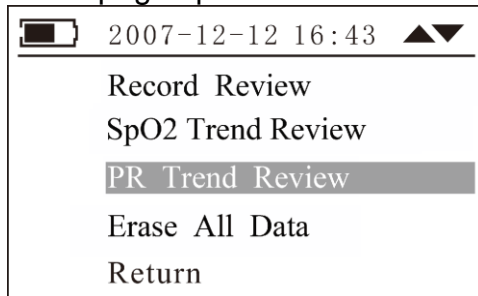 2007-12-12 16:43 ▲▼
Record Review
SpO2 Trend Review
PR Trend Review
Erase All Data
Return